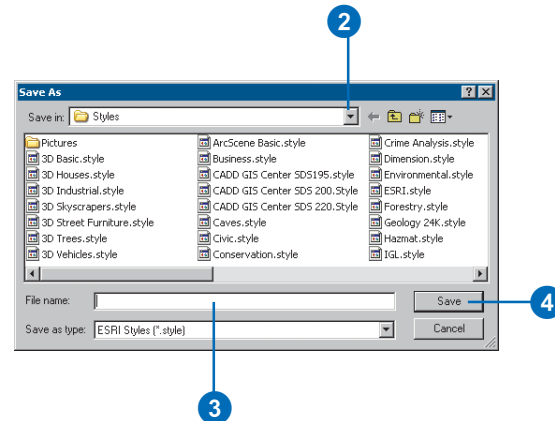 2
Save As
Save in: Styles
Pictures ArcScene Basic.style Crime Analysis.style
3D Basic.style Business.style Dimension.style
3D Houses.style CADD GIS Center SDS195.style Environmental.style
3D Industrial.style CADD GIS Center SDS 200.Style ESRI.style
3D Skyscrapers.style CADD GIS Center SDS 220.Style Forestry.style
3D Street Furniture.style Caves.style Geology 24K.style
3D Trees.style Civic.style Hazmat.style
3D Vehicles.style Conservation.style IGL.style
File name: Save 4
Save as type: ESRI Styles (*.style) Cancel
3